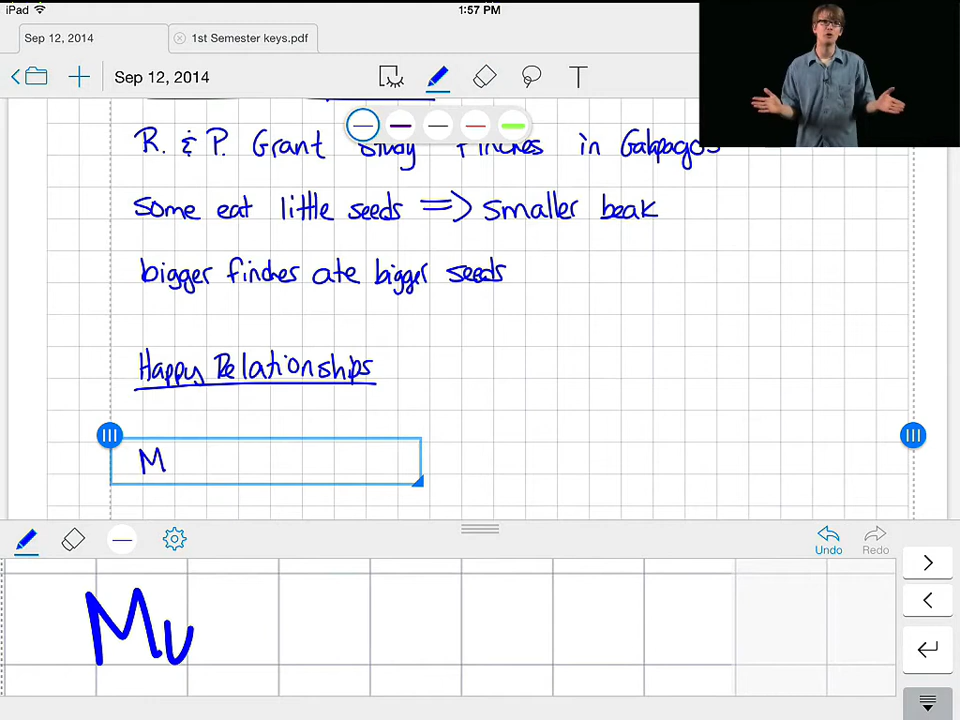 iPad 1:57 PM
Sep 12, 2014 1st Semester keys.pdf
Sep 12, 2014 T
R. & P. Grant study finches in Galapagos
some eat little seeds => smaller beak
bigger finches ate bigger seeds
Happy Relationships
M
Undo Redo
Mu